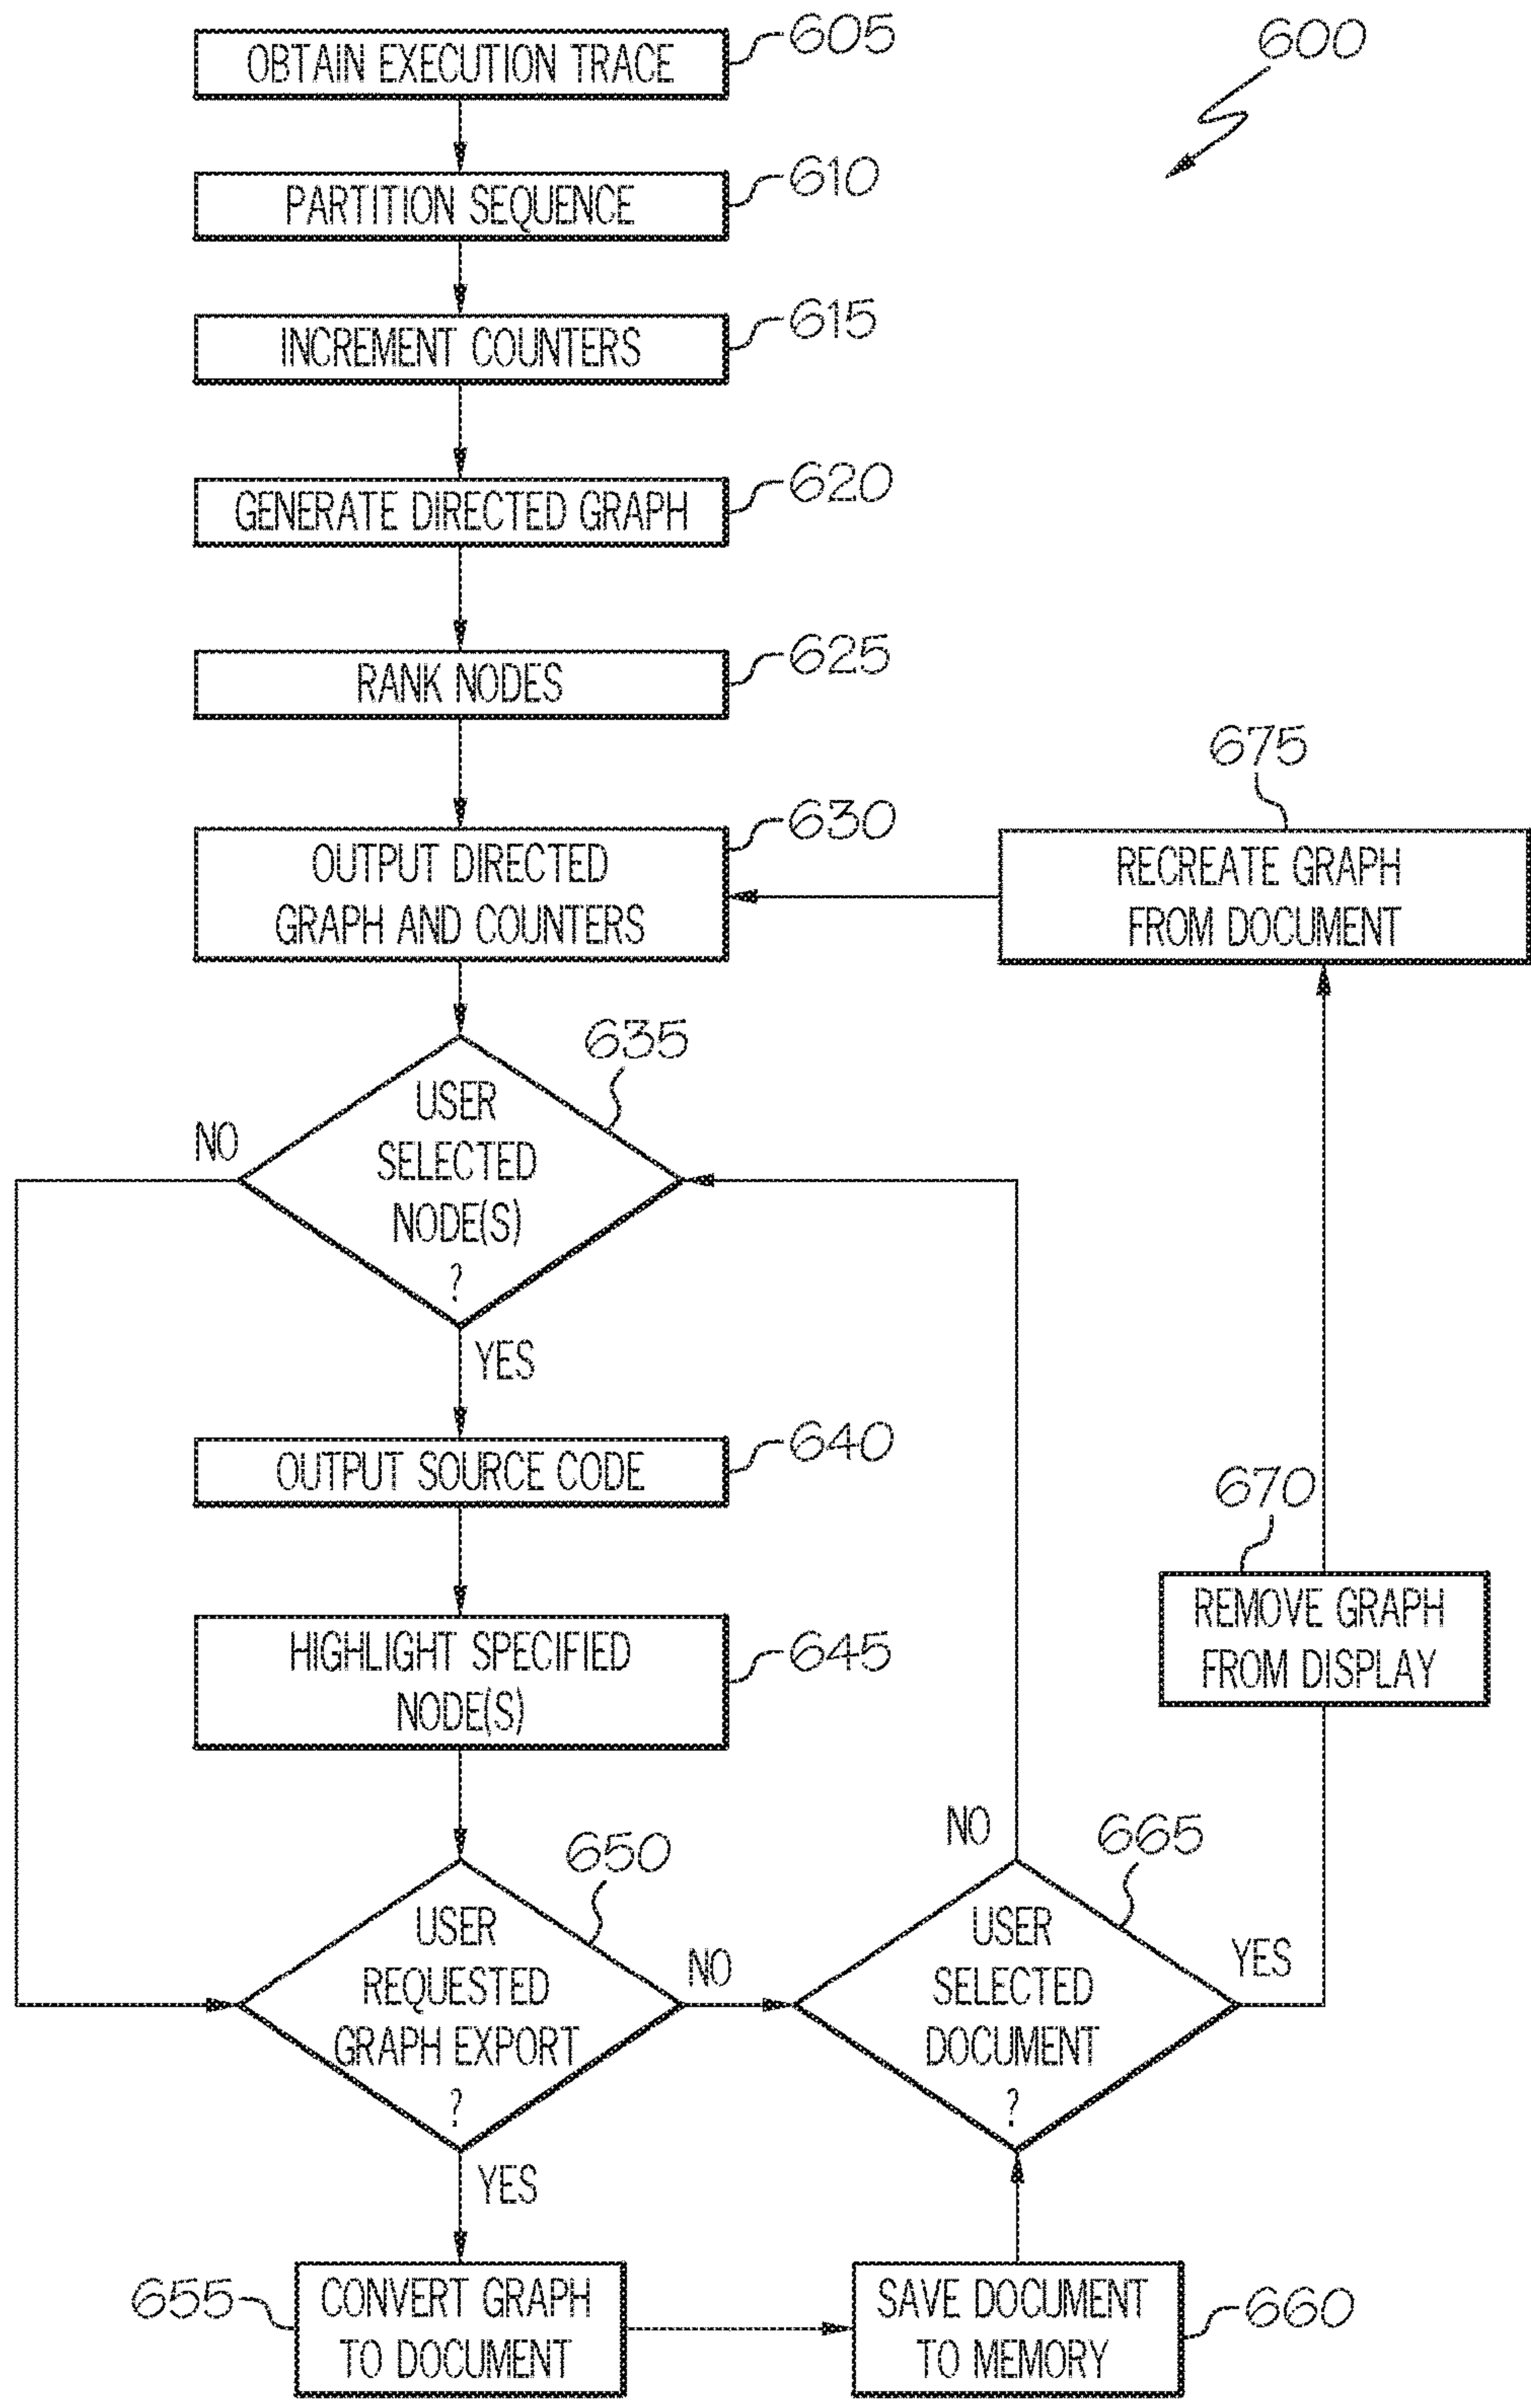 600
OBTAIN EXECUTION TRACE
605
PARTITION SEQUENCE
610
INCREMENT COUNTERS
615
GENERATE DIRECTED GRAPH
620
RANK NODES
625
OUTPUT DIRECTED
GRAPH AND COUNTERS
630
675
RECREATE GRAPH
FROM DOCUMENT
635
USER
SELECTED
NODE(S)
?
NO
YES
OUTPUT SOURCE CODE
640
HIGHLIGHT SPECIFIED
NODE(S)
645
670
REMOVE GRAPH
FROM DISPLAY
650
USER
REQUESTED
GRAPH EXPORT
?
NO
YES
665
USER
SELECTED
DOCUMENT
?
NO
YES
655
CONVERT GRAPH
TO DOCUMENT
SAVE DOCUMENT
TO MEMORY
660